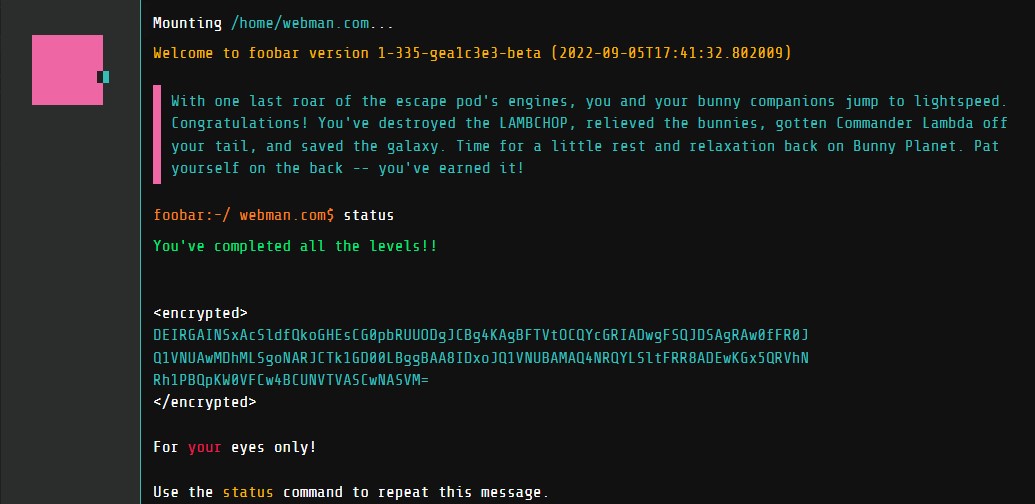 Mounting /home/webman.com...
Welcome to foobar version 1-335-gea1c3e3-beta (2022-09-05T17:41:32.802009)
With one last roar of the escape pod's engines, you and your bunny companions jump to lightspeed.
Congratulations! You've destroyed the LAMBCHOP, relieved the bunnies, gotten Commander Lambda off
your tail, and saved the galaxy. Time for a little rest and relaxation back on Bunny Planet. Pat
yourself on the back -- you've earned it!
foobar:~/ webman.com$ status
You've completed all the levels!!
<encrypted>
DEIRGAINSxAcSldfQkoGHEsCG0pbRUUODgJCBg4KAgBFTVtOCQYcGRIADwgFSQJDSAgRAw0fFR0J
Q1VNUAwMDhMLSgoNARJCTk1GD00LBggBAA8IDxoJQ1VNUBAMAQ4NRQYLSltFRR8ADEwKGx5QRVhN
Rh1PBQpKW0VFCw4BCUNVTVASCwNASVM=
</encrypted>
For your eyes only!
Use the status command to repeat this message.